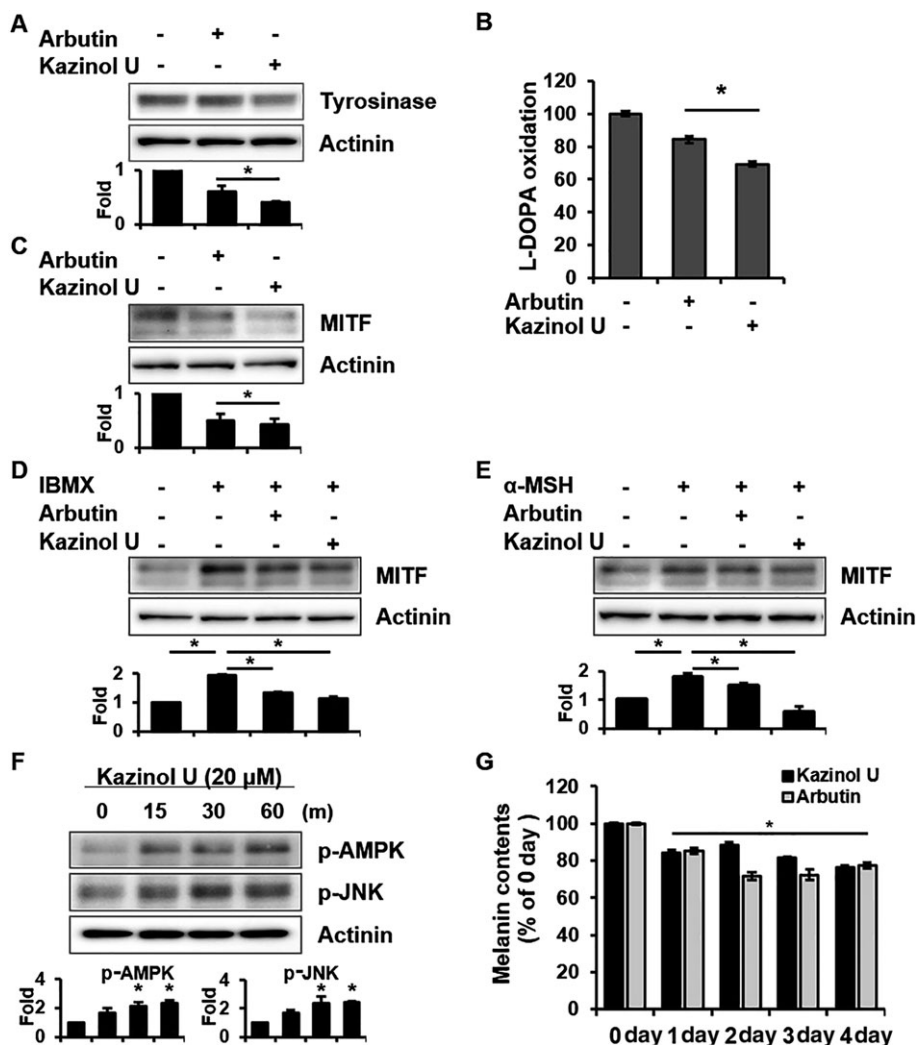 A
Arbutin - + -
Kazinol U - - +
Tyrosinase
Actinin
*
1
Fold
0
B
*
120
100
80
60
40
20
0
L-DOPA oxidation
Arbutin - + -
Kazinol U - - +
C
Arbutin - + -
Kazinol U - - +
MITF
Actinin
*
1
Fold
0
D
IBMX - + + +
Arbutin - - + -
Kazinol U - - - +
MITF
Actinin
* *
*
2
1
0
Fold
E
α-MSH - + + +
Arbutin - - + -
Kazinol U - - - +
MITF
Actinin
* *
*
2
1
0
Fold
F
Kazinol U (20 μM)
0 15 30 60 (m)
p-AMPK
p-JNK
Actinin
p-AMPK
* *
4
2
0
Fold
p-JNK
* *
4
2
0
Fold
G
Kazinol U
Arbutin
*
120
100
80
60
40
20
0
Melanin contents
(% of 0 day)
0 day 1 day 2 day 3 day 4 day